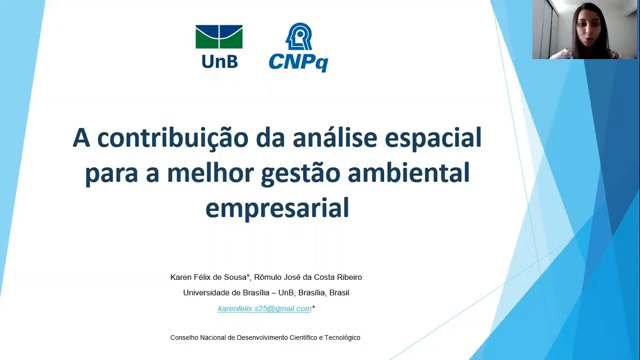 UnB
CNPq
A contribuição da análise espacial
para a melhor gestão ambiental
empresarial
Karen Félix de Sousa*, Rômulo José da Costa Ribeiro
Universidade de Brasília – UnB, Brasília, Brasil
karenfelix.s25@gmail.com*
Conselho Nacional de Desenvolvimento Científico e Tecnológico